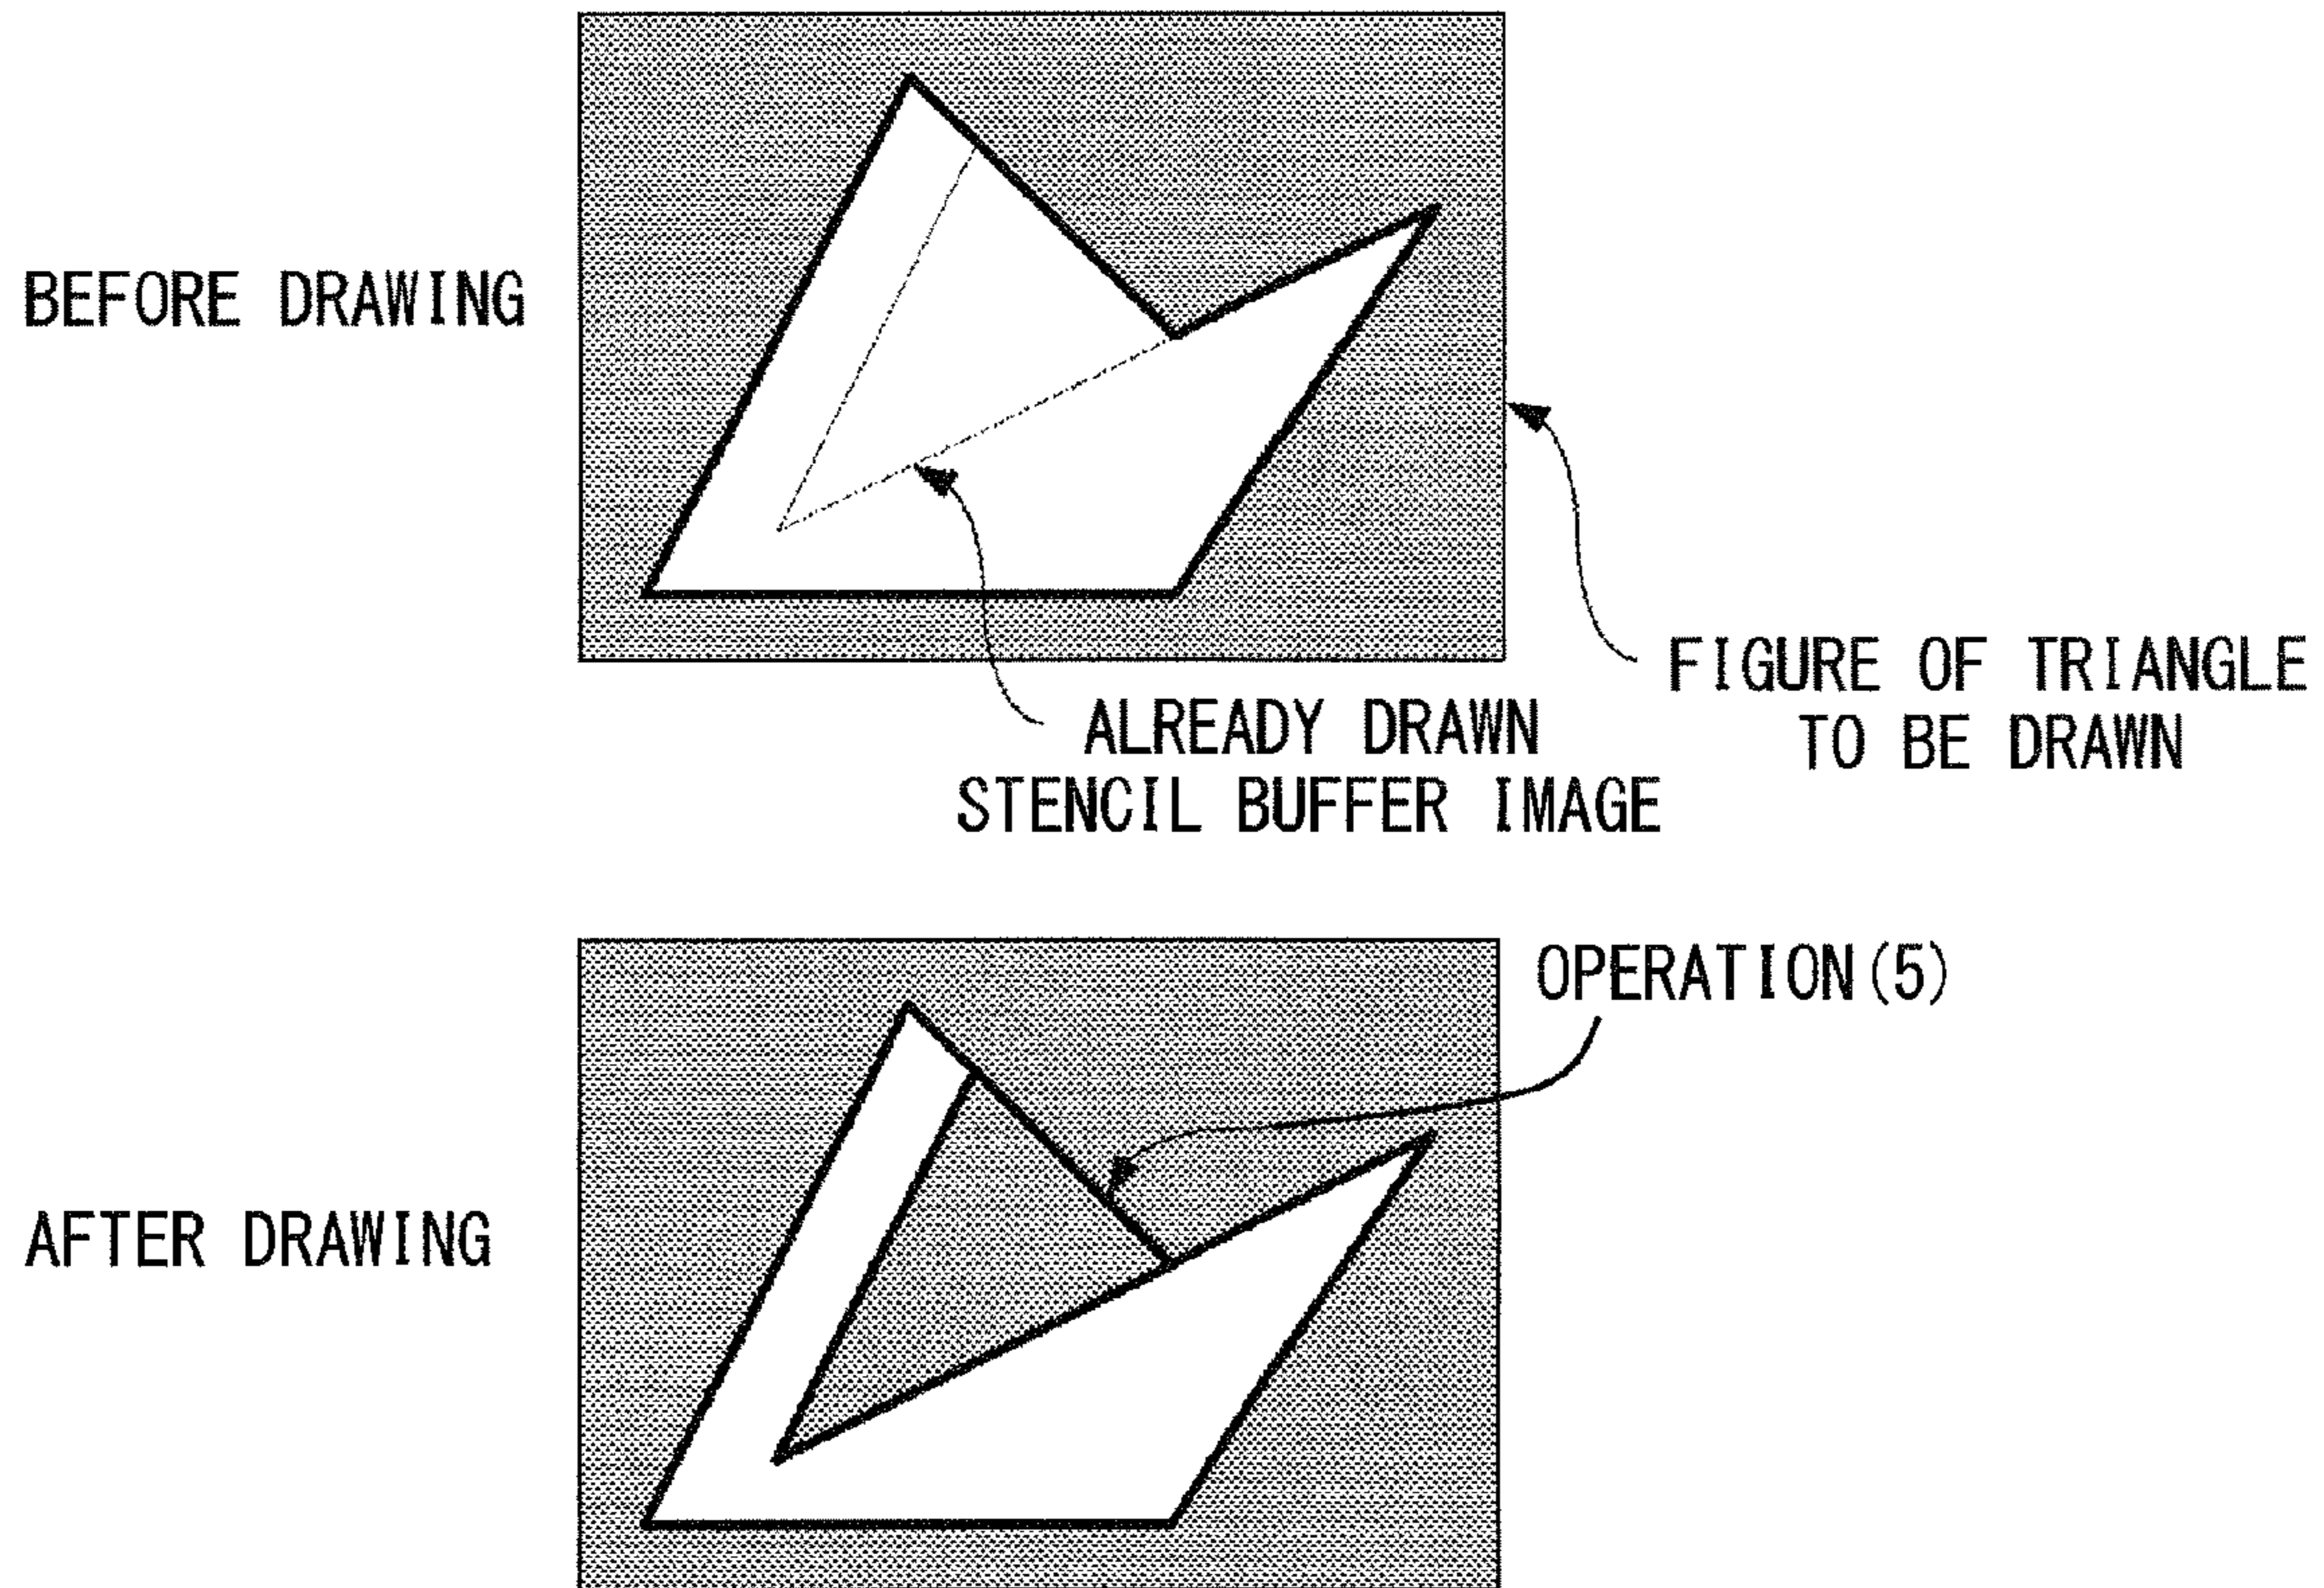 BEFORE DRAWING
FIGURE OF TRIANGLE
TO BE DRAWN
ALREADY DRAWN
STENCIL BUFFER IMAGE
OPERATION(5)
AFTER DRAWING